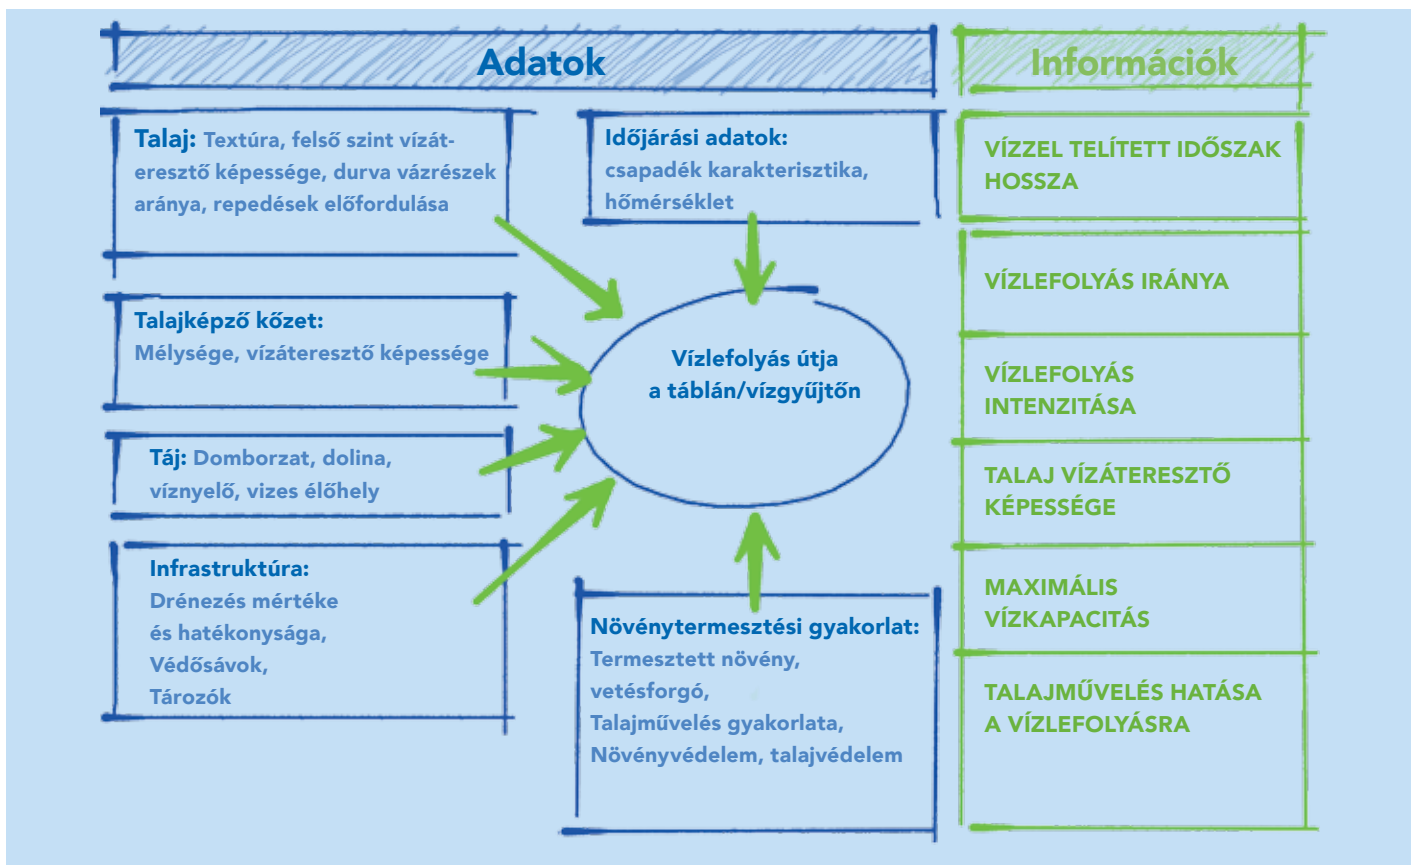 Adatok
Információk
Talaj: Textúra, felső szint vízát-
eresztő képessége, durva vázrészek
aránya, repedések előfordulása
Időjárási adatok:
csapadék karakterisztika,
hőmérséklet
Talajképző kőzet:
Mélysége, vízáteresztő képessége
Táj: Domborzat, dolina,
víznyelő, vizes élőhely
Infrastruktúra:
Drénezés mértéke
és hatékonysága,
Védősávok,
Tározók
Vízlefolyás útja
a táblán/vízgyűjtőn
Növénytermesztési gyakorlat:
Termesztett növény,
vetésforgó,
Talajművelés gyakorlata,
Növényvédelem, talajvédelem
VÍZZEL TELÍTETT IDŐSZAK
HOSSZA
VÍZLEFOLYÁS IRÁNYA
VÍZLEFOLYÁS
INTENZITÁSA
TALAJ VÍZÁTERESZTŐ
KÉPESSÉGE
MAXIMÁLIS
VÍZKAPACITÁS
TALAJMŰVELÉS HATÁSA
A VÍZLEFOLYÁSRA